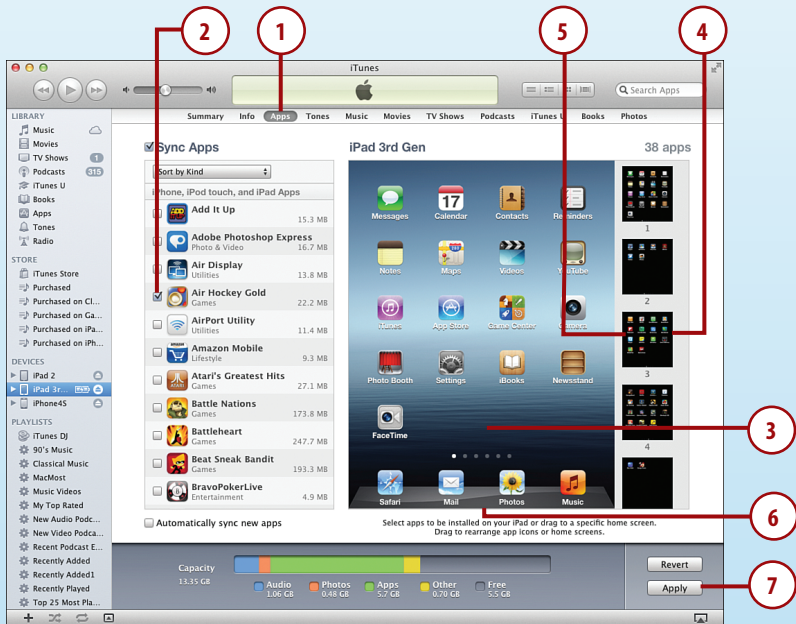 2
1
5
4
iTunes
Search Apps
Summary Info Apps Tones Music Movies TV Shows Podcasts iTunes U Books Photos
LIBRARY
Music
Movies
TV Shows 1
Podcasts 315
iTunes U
Books
Apps
Tones
Radio
STORE
iTunes Store
Purchased
Purchased on Cl...
Purchased on Ga...
Purchased on iPa...
Purchased on iPh...
DEVICES
iPad 2
iPad 3r...
iPhone4S
PLAYLISTS
iTunes DJ
90's Music
Classical Music
MacMost
Music Videos
My Top Rated
New Audio Podc...
New Video Podca...
Recent Podcast E...
Recently Added
Recently Added1
Recently Played
Top 25 Most Pla...
Sync Apps
Sort by Kind
iPhone, iPod touch, and iPad Apps
Add It Up
15.3 MB
Adobe Photoshop Express
Photo & Video 16.7 MB
Air Display
Utilities 13.8 MB
Air Hockey Gold
Games 22.2 MB
AirPort Utility
Utilities 11.4 MB
Amazon Mobile
Lifestyle 9.3 MB
Atari's Greatest Hits
Games 27.1 MB
Battle Nations
Games 173.8 MB
Battleheart
Games 247.7 MB
Beat Sneak Bandit
Games 193.3 MB
BravoPokerLive
Entertainment 4.9 MB
Automatically sync new apps
iPad 3rd Gen 38 apps
17
Messages Calendar Contacts Reminders
Notes Maps Videos YouTube
iTunes App Store Game Center Camera
Photo Booth Settings iBooks Newsstand
FaceTime
Safari Mail Photos Music
1
2
3
4
3
6
7
Select apps to be installed on your iPad or drag to a specific home screen.
Drag to rearrange app icons or home screens.
Capacity
13.35 GB
Audio
1.06 GB
Photos
0.48 GB
Apps
5.7 GB
Other
0.70 GB
Free
5.5 GB
Revert
Apply